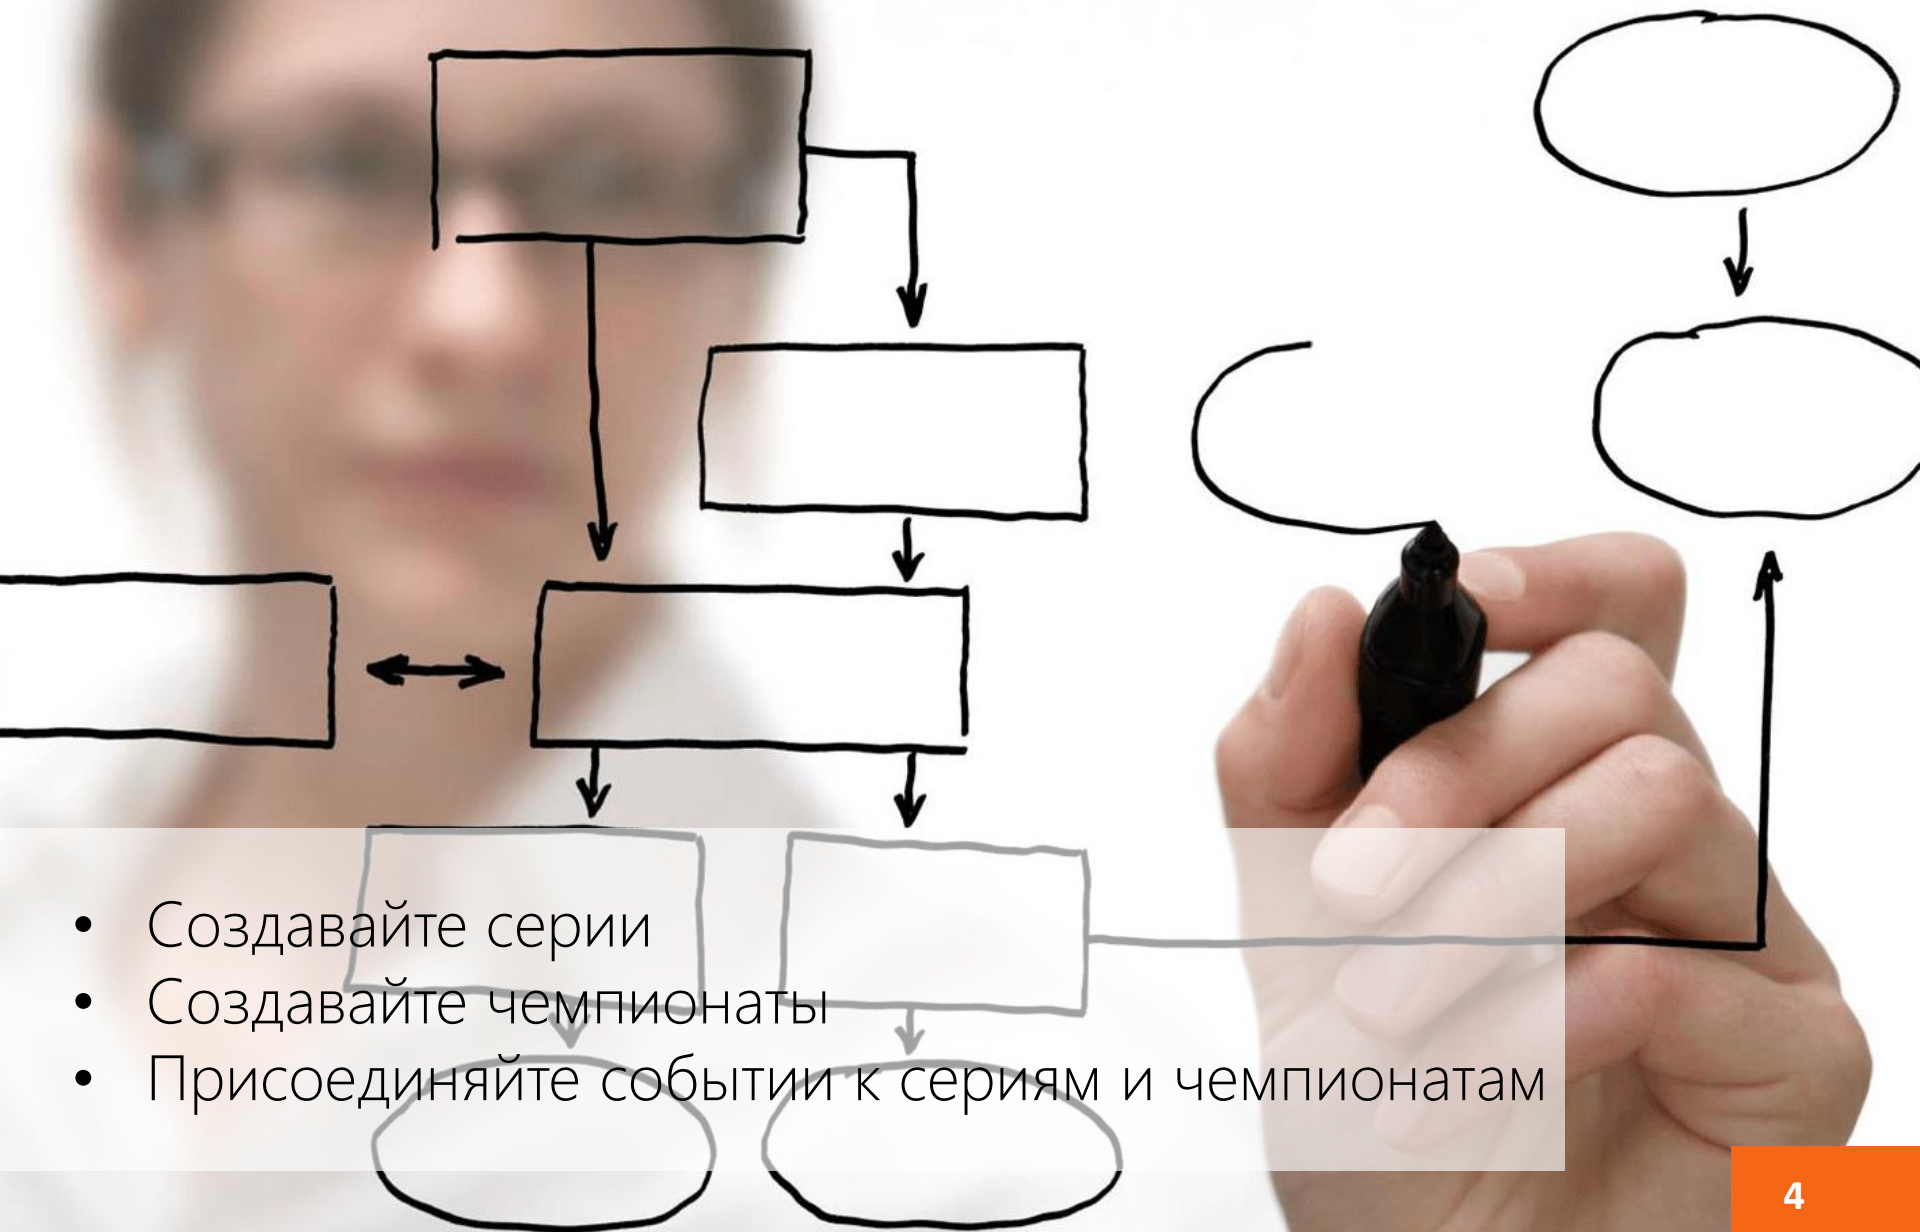 • Создавайте серии
• Создавайте чемпионаты
• Присоединяйте событии к сериям и чемпионатам
4